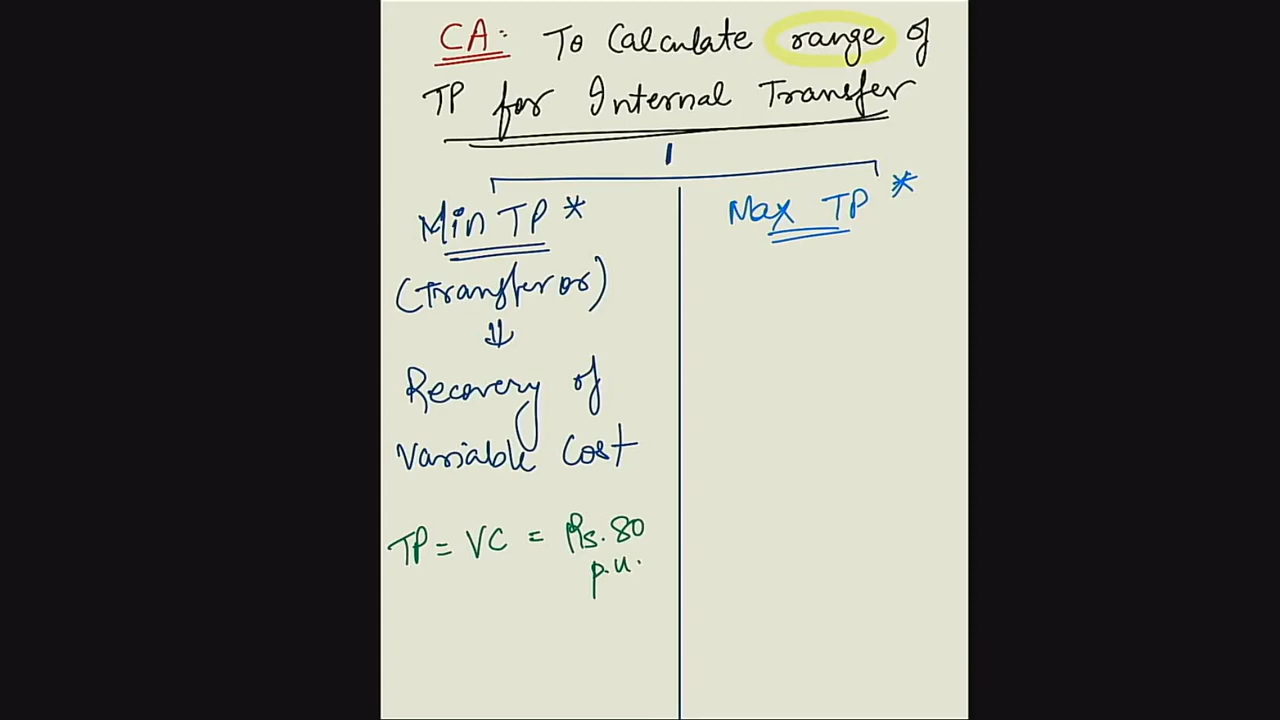 CA: To Calculate range of
TP for Internal Transfer
Min TP *
(Transferor)
Recovery of
Variable Cost
TP = VC = Rs. 80
p.u.
Max TP *